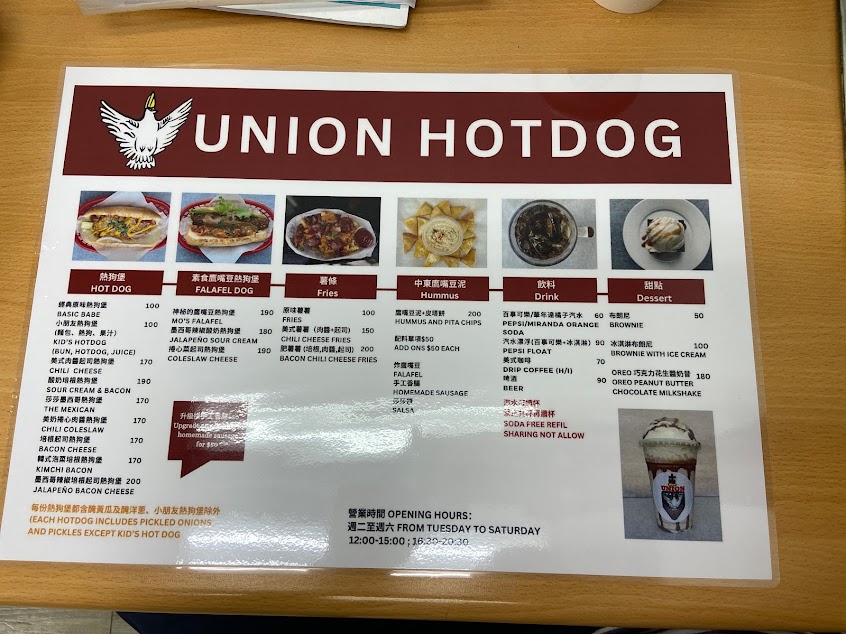 UNION HOTDOG
熱狗堡
HOT DOG
經典原味熱狗堡 100
BASIC BABE
小朋友熱狗堡 100
(麵包、熱狗、果汁)
KID'S HOTDOG
(BUN, HOTDOG, JUICE)
美式肉醬起司熱狗堡 170
CHILI CHEESE
酸奶培根熱狗堡 190
SOUR CREAM & BACON
莎莎墨西哥熱狗堡 170
THE MEXICAN
美奶捲心肉醬熱狗堡 170
CHILI COLESLAW
培根起司熱狗堡 170
BACON CHEESE
韓式泡菜培根熱狗堡 170
KIMCHI BACON
墨西哥辣椒培根起司熱狗堡 200
JALAPEÑO BACON CHEESE
每份熱狗堡都含醃黃瓜及醃洋蔥、小朋友熱狗堡除外
(EACH HOTDOG INCLUDES PICKLED ONIONS
AND PICKLES EXCEPT KID'S HOT DOG
素食鷹嘴豆熱狗堡
FALAFEL DOG
神秘的鷹嘴豆熱狗堡 190
MO'S FALAFEL
墨西哥辣椒酸奶熱狗堡 180
JALAPEÑO SOUR CREAM
捲心菜起司熱狗堡 190
COLESLAW CHEESE
Upgrade
homemade sausage
for $50
薯條
Fries
原味薯薯 100
FRIES
美式薯薯 (肉醬+起司) 150
CHILI CHEESE FRIES
肥薯薯 (培根,肉醬,起司) 200
BACON CHILI CHEESE FRIES
中東鷹嘴豆泥
Hummus
鷹嘴豆泥+皮塔餅 200
HUMMUS AND PITA CHIPS
配料單項$50
ADD ONS $50 EACH
炸鷹嘴豆
FALAFEL
手工香腸
HOMEMADE SAUSAGE
莎莎醬
SALSA
飲料
Drink
百事可樂/華年達橘子汽水 60
PEPSI/MIRANDA ORANGE
SODA
汽水漂浮(百事可樂+冰淇淋) 90
PEPSI FLOAT
美式咖啡 70
DRIP COFFEE (H/I)
啤酒 90
BEER
SODA FREE REFIL
SHARING NOT ALLOW
甜點
Dessert
布朗尼 50
BROWNIE
冰淇淋布朗尼 100
BROWNIE WITH ICE CREAM
OREO 巧克力花生醬奶昔 180
OREO PEANUT BUTTER
CHOCOLATE MILKSHAKE
UNION
營業時間 OPENING HOURS:
週二至週六 FROM TUESDAY TO SATURDAY
12:00-15:00 ; 16:30-20:30